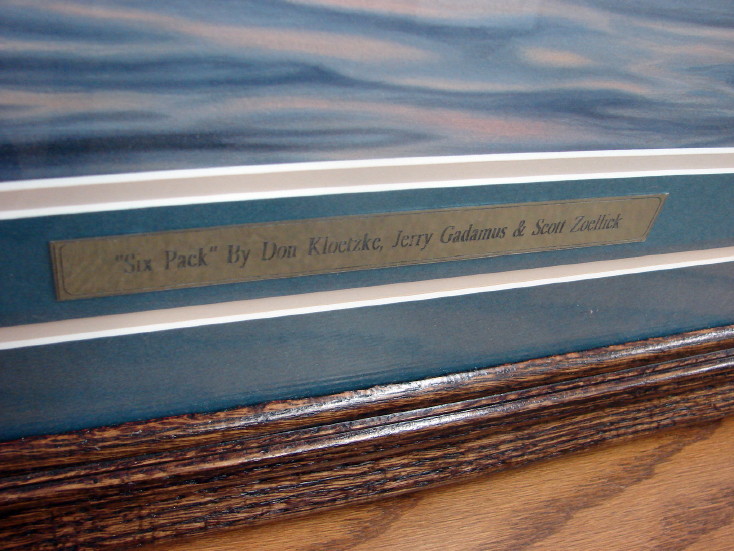 "Six Pack" By Don Kloetzke, Jerry Gadamus & Scott Zoellick